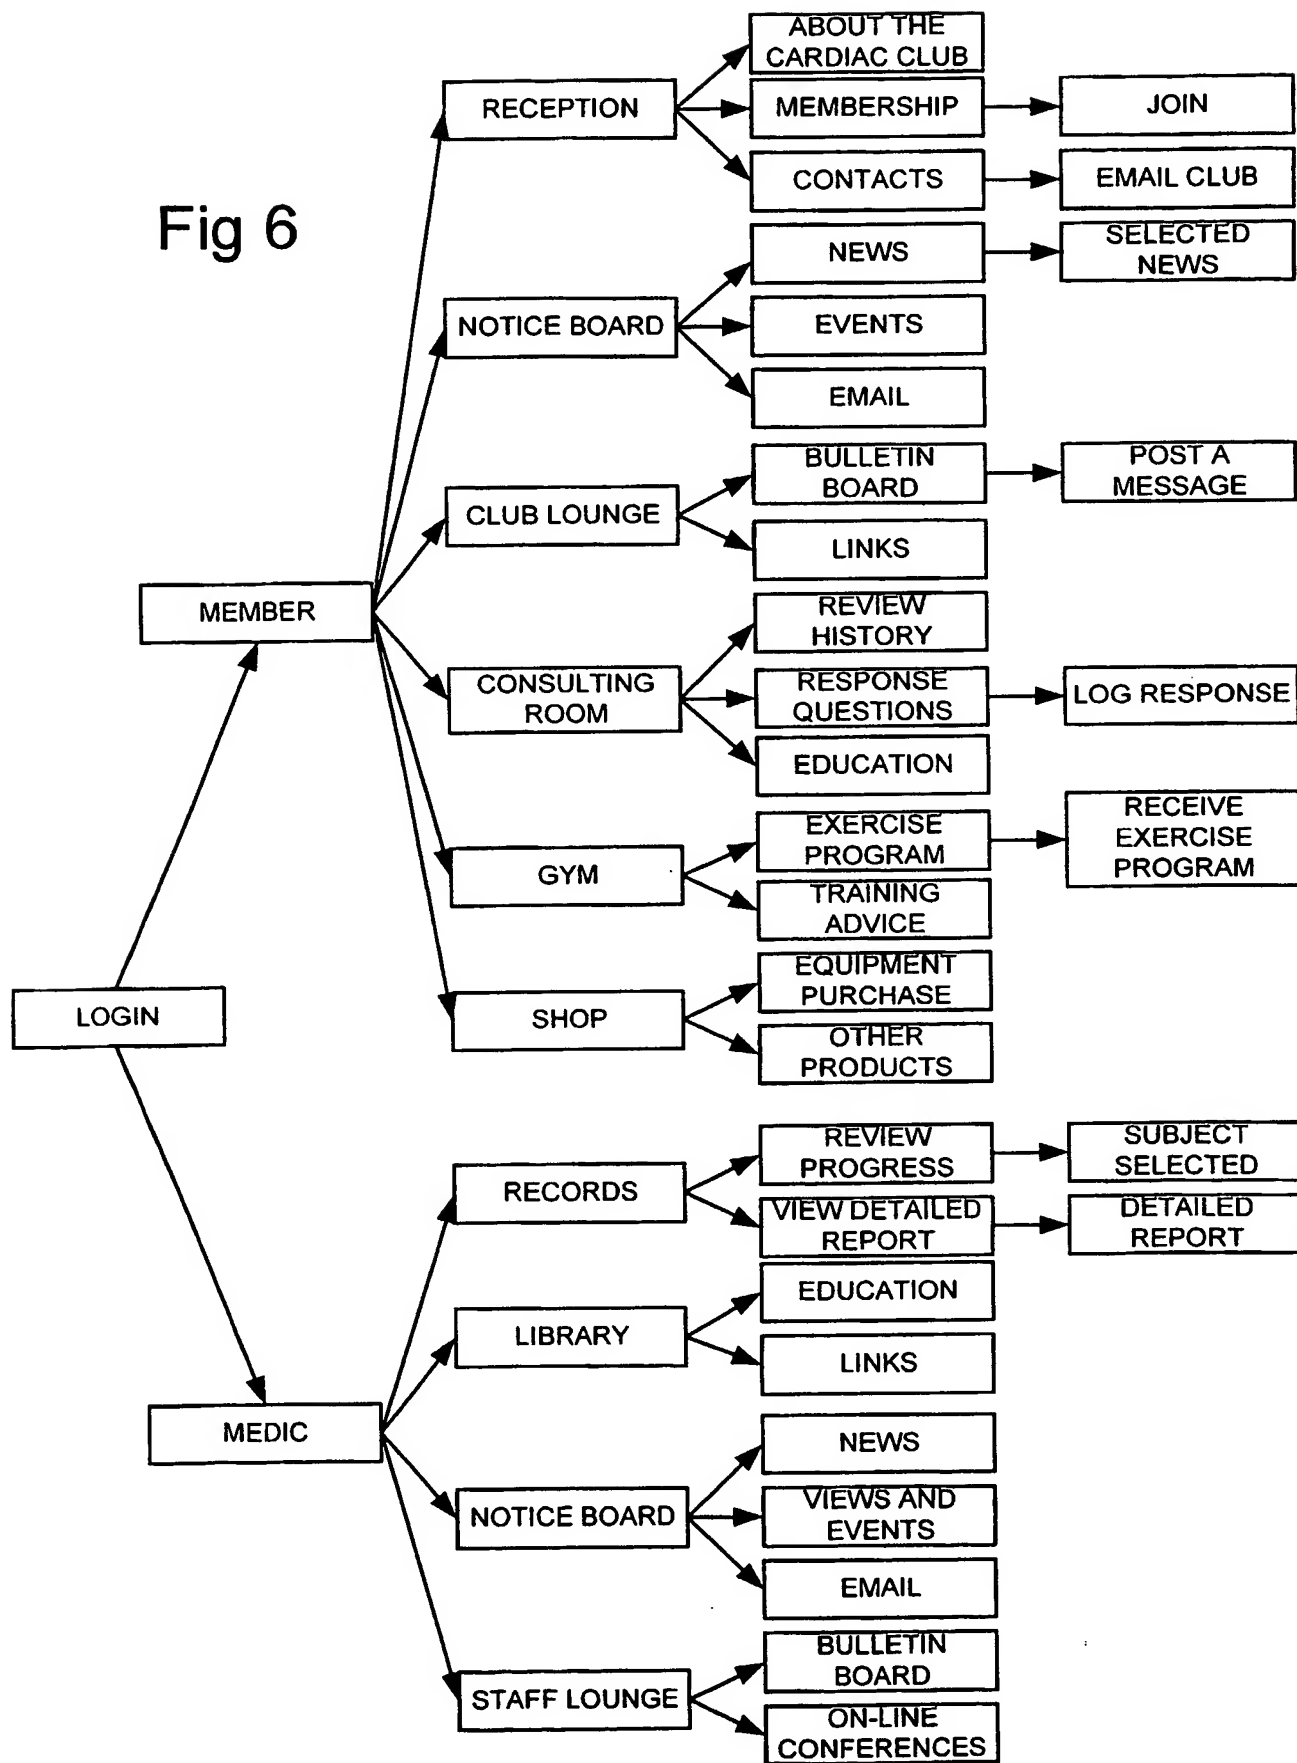 Fig 6
LOGIN
MEMBER
RECEPTION
ABOUT THE
CARDIAC CLUB
MEMBERSHIP
JOIN
CONTACTS
EMAIL CLUB
NOTICE BOARD
NEWS
SELECTED
NEWS
EVENTS
EMAIL
CLUB LOUNGE
BULLETIN
BOARD
POST A
MESSAGE
LINKS
CONSULTING
ROOM
REVIEW
HISTORY
RESPONSE
QUESTIONS
LOG RESPONSE
EDUCATION
GYM
EXERCISE
PROGRAM
RECEIVE
EXERCISE
PROGRAM
TRAINING
ADVICE
SHOP
EQUIPMENT
PURCHASE
OTHER
PRODUCTS
MEDIC
RECORDS
REVIEW
PROGRESS
SUBJECT
SELECTED
VIEW DETAILED
REPORT
DETAILED
REPORT
LIBRARY
EDUCATION
LINKS
NOTICE BOARD
NEWS
VIEWS AND
EVENTS
EMAIL
STAFF LOUNGE
BULLETIN
BOARD
ON-LINE
CONFERENCES